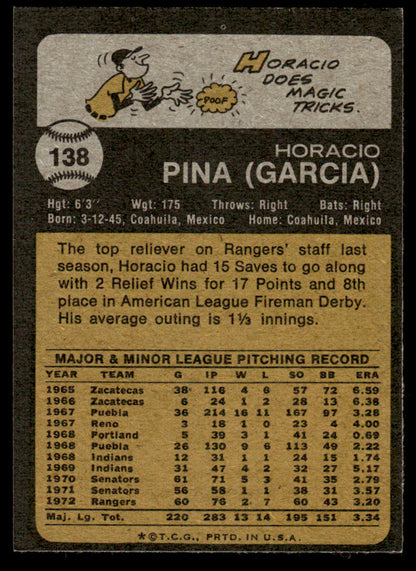 POOF
HORACIO
DOES
MAGIC
TRICKS.
138
HORACIO
PINA (GARCIA)
Hgt: 6'3" Wgt: 175 Throws: Right Bats: Right
Born: 3-12-45, Coahuila, Mexico Home: Coahuila, Mexico
The top reliever on Rangers' staff last
season, Horacio had 15 Saves to go along
with 2 Relief Wins for 17 Points and 8th
place in American League Fireman Derby.
His average outing is 1⅓ innings.
MAJOR & MINOR LEAGUE PITCHING RECORD
YEAR TEAM G IP W L SO BB ERA
1965 Zacatecas 38 116 4 6 57 72 6.59
1966 Zacatecas 6 24 1 2 28 13 6.38
1967 Puebla 36 214 16 11 167 97 3.28
1967 Reno 3 18 1 0 23 4 4.00
1968 Portland 5 39 3 1 41 24 0.69
1968 Puebla 26 130 9 6 113 49 2.22
1968 Indians 12 31 1 1 24 15 1.74
1969 Indians 31 47 4 2 32 27 5.17
1970 Senators 61 71 5 3 41 35 2.79
1971 Senators 56 58 1 1 38 31 3.57
1972 Rangers 60 76 2 7 60 43 3.20
Maj. Lg. Tot. 220 283 13 14 195 151 3.34
*©T.C.G., PRTD. IN U.S.A.